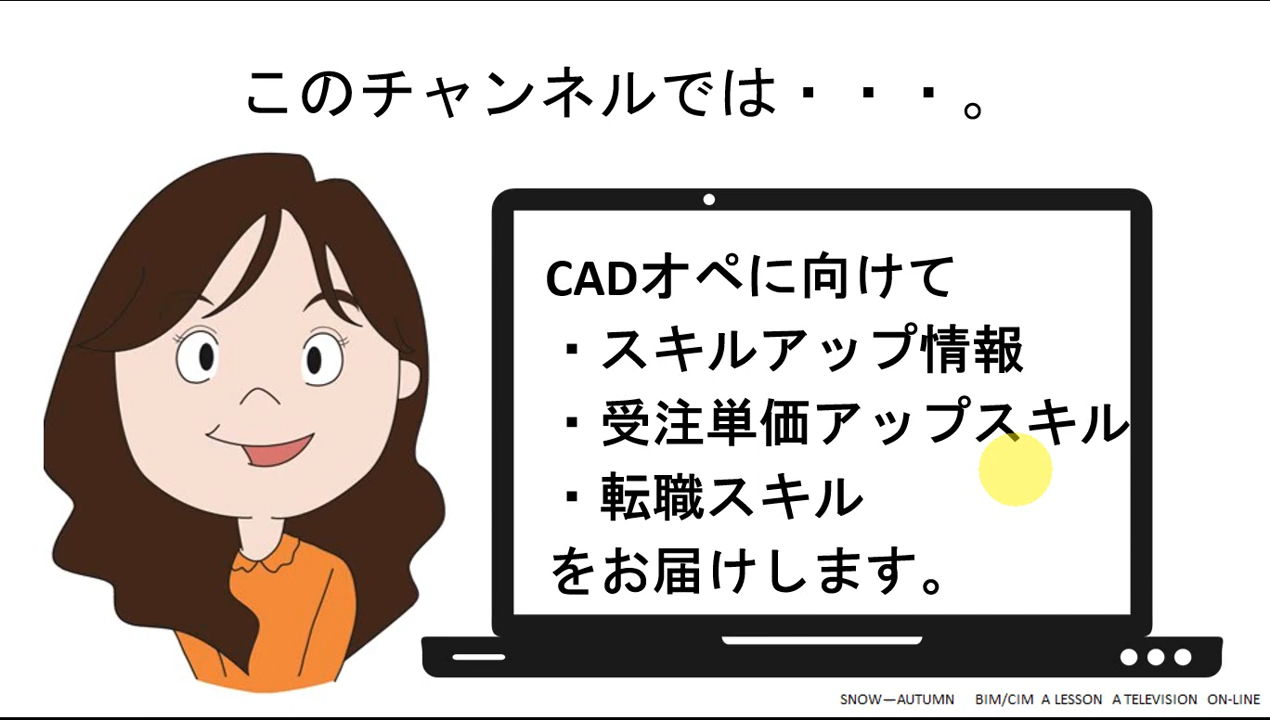 このチャンネルでは・・・。
CADオペに向けて
・スキルアップ情報
・受注単価アップスキル
・転職スキル
をお届けします。
SNOW―AUTUMN BIM/CIM A LESSON A TELEVISION ON-LINE